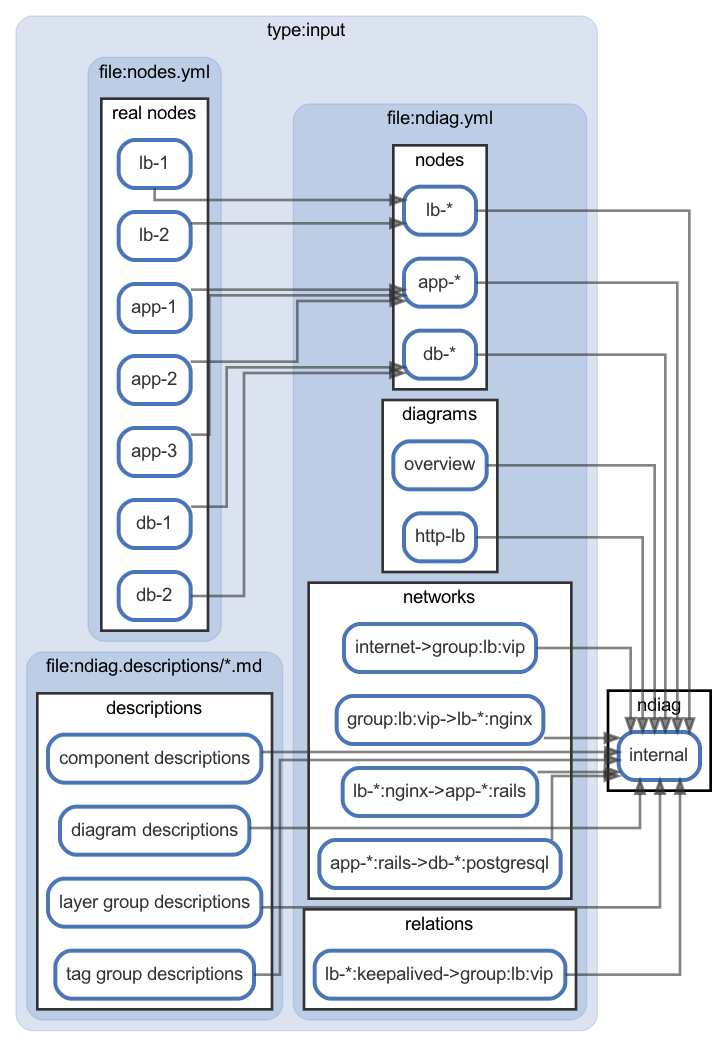 type:input
file:nodes.yml
real nodes
lb-1
lb-2
app-1
app-2
app-3
db-1
db-2
file:ndiag.descriptions/*.md
descriptions
component descriptions
diagram descriptions
layer group descriptions
tag group descriptions
file:ndiag.yml
nodes
lb-*
app-*
db-*
diagrams
overview
http-lb
networks
internet->group:lb:vip
group:lb:vip->lb-*:nginx
lb-*:nginx->app-*:rails
app-*:rails->db-*:postgresql
relations
lb-*:keepalived->group:lb:vip
ndiag
internal